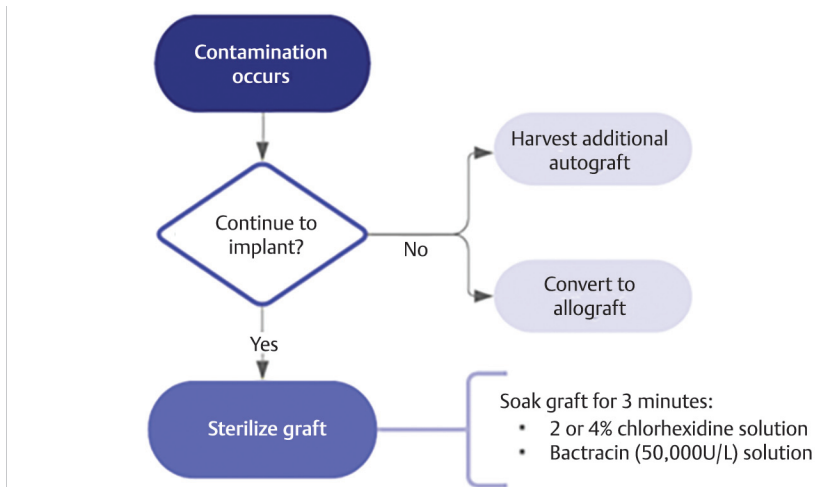 Contamination
occurs
Harvest additional
autograft
Continue to
implant?
No
Convert to
allograft
Yes
Sterilize graft
Soak graft for 3 minutes:
▪ 2 or 4% chlorhexidine solution
▪ Bactracin (50,000U/L) solution